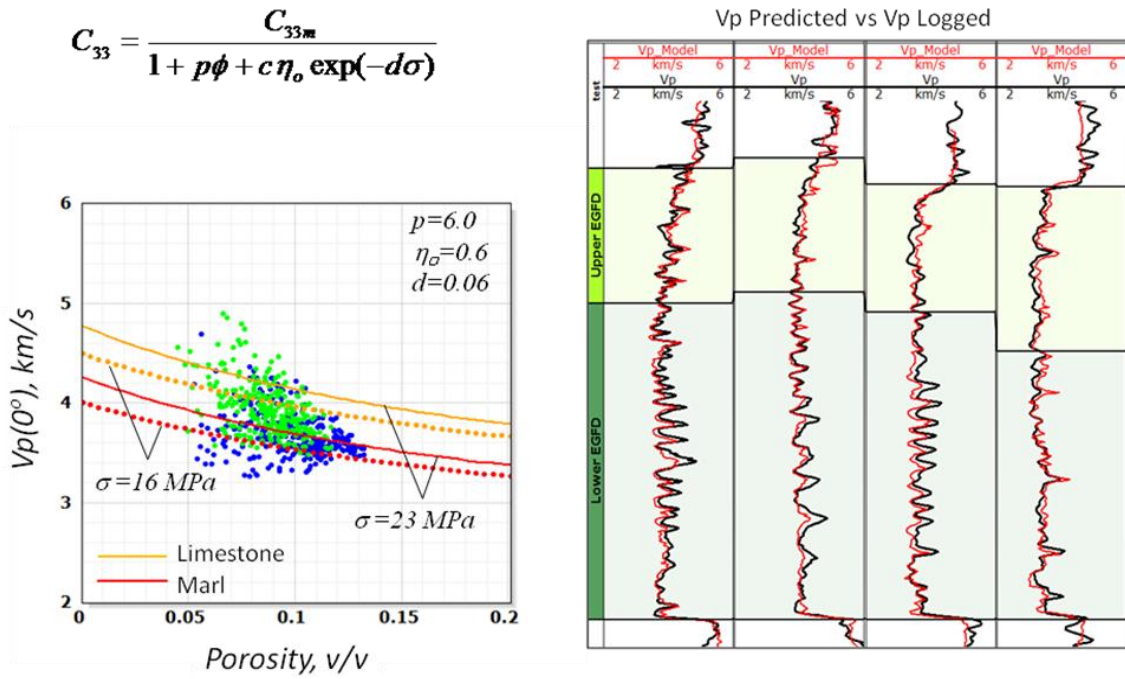 C₃₃ = C₃₃ₘ / 1 + pϕ + c ηₒ exp(−dσ)
Vp Predicted vs Vp Logged
Vp_Model Vp_Model Vp_Model Vp_Model
2 km/s 6 2 km/s 6 2 km/s 6 2 km/s 6
Vp Vp Vp Vp
2 km/s 6 2 km/s 6 2 km/s 6 2 km/s 6
test
Upper EGFD
Lower EGFD
6
5
4
3
2
Vp(0°), km/s
p=6.0
ησ=0.6
d=0.06
σ=16 MPa
σ=23 MPa
Limestone
Marl
0 0.05 0.1 0.15 0.2
Porosity, v/v